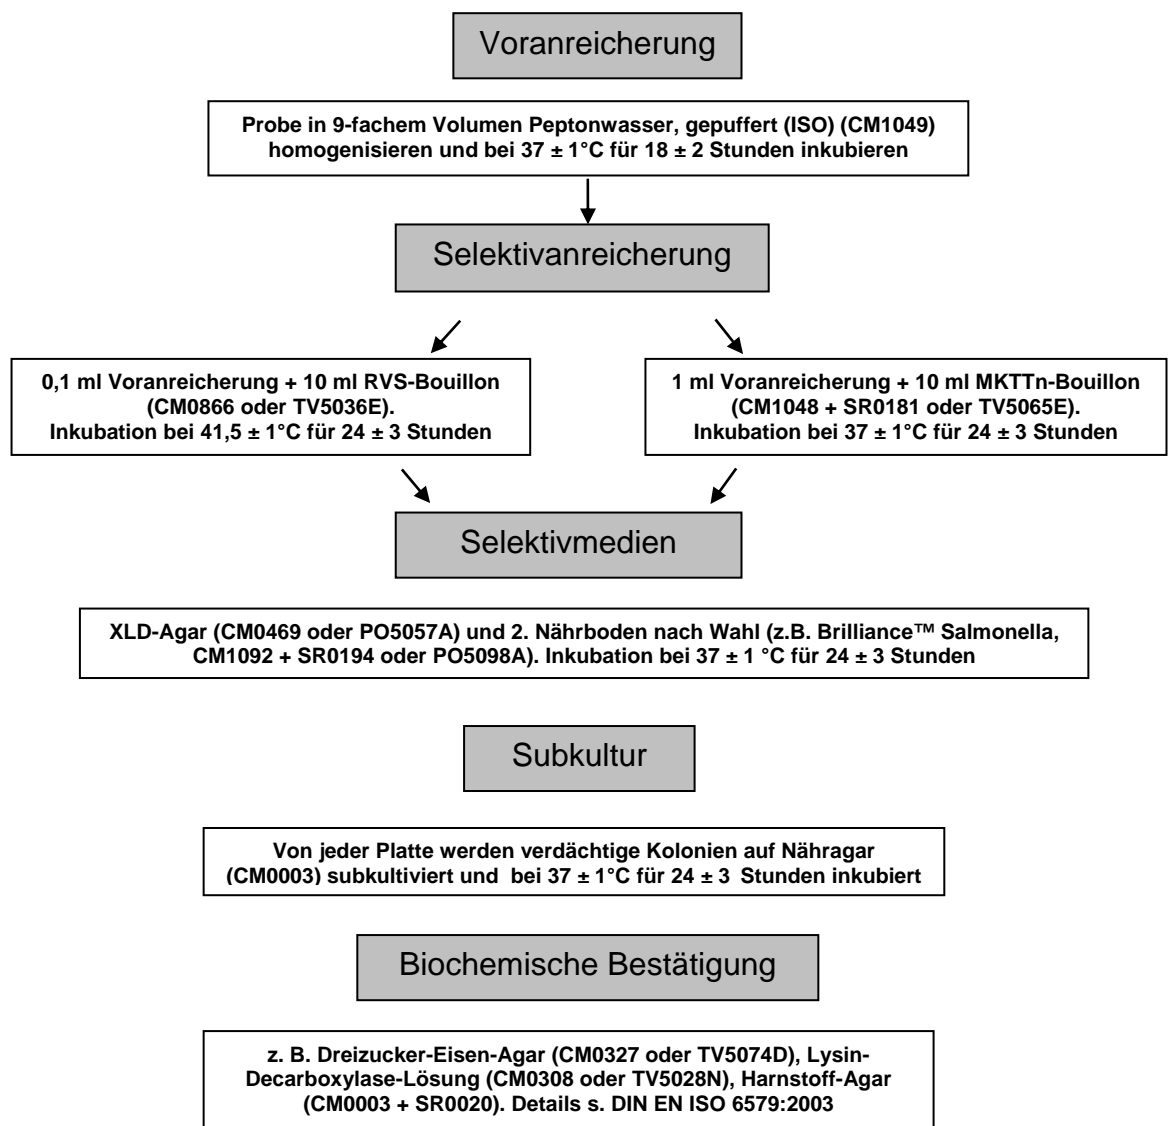 Voranreicherung
Probe in 9-fachem Volumen Peptonwasser, gepuffert (ISO) (CM1049)
homogenisieren und bei 37 ± 1°C für 18 ± 2 Stunden inkubieren
Selektivanreicherung
0,1 ml Voranreicherung + 10 ml RVS-Bouillon
(CM0866 oder TV5036E).
Inkubation bei 41,5 ± 1°C für 24 ± 3 Stunden
1 ml Voranreicherung + 10 ml MKTTn-Bouillon
(CM1048 + SR0181 oder TV5065E).
Inkubation bei 37 ± 1°C für 24 ± 3 Stunden
Selektivmedien
XLD-Agar (CM0469 oder PO5057A) und 2. Nährboden nach Wahl (z.B. Brilliance™ Salmonella,
CM1092 + SR0194 oder PO5098A). Inkubation bei 37 ± 1 °C für 24 ± 3 Stunden
Subkultur
Von jeder Platte werden verdächtige Kolonien auf Nähragar
(CM0003) subkultiviert und bei 37 ± 1°C für 24 ± 3 Stunden inkubiert
Biochemische Bestätigung
z. B. Dreizucker-Eisen-Agar (CM0327 oder TV5074D), Lysin-
Decarboxylase-Lösung (CM0308 oder TV5028N), Harnstoff-Agar
(CM0003 + SR0020). Details s. DIN EN ISO 6579:2003